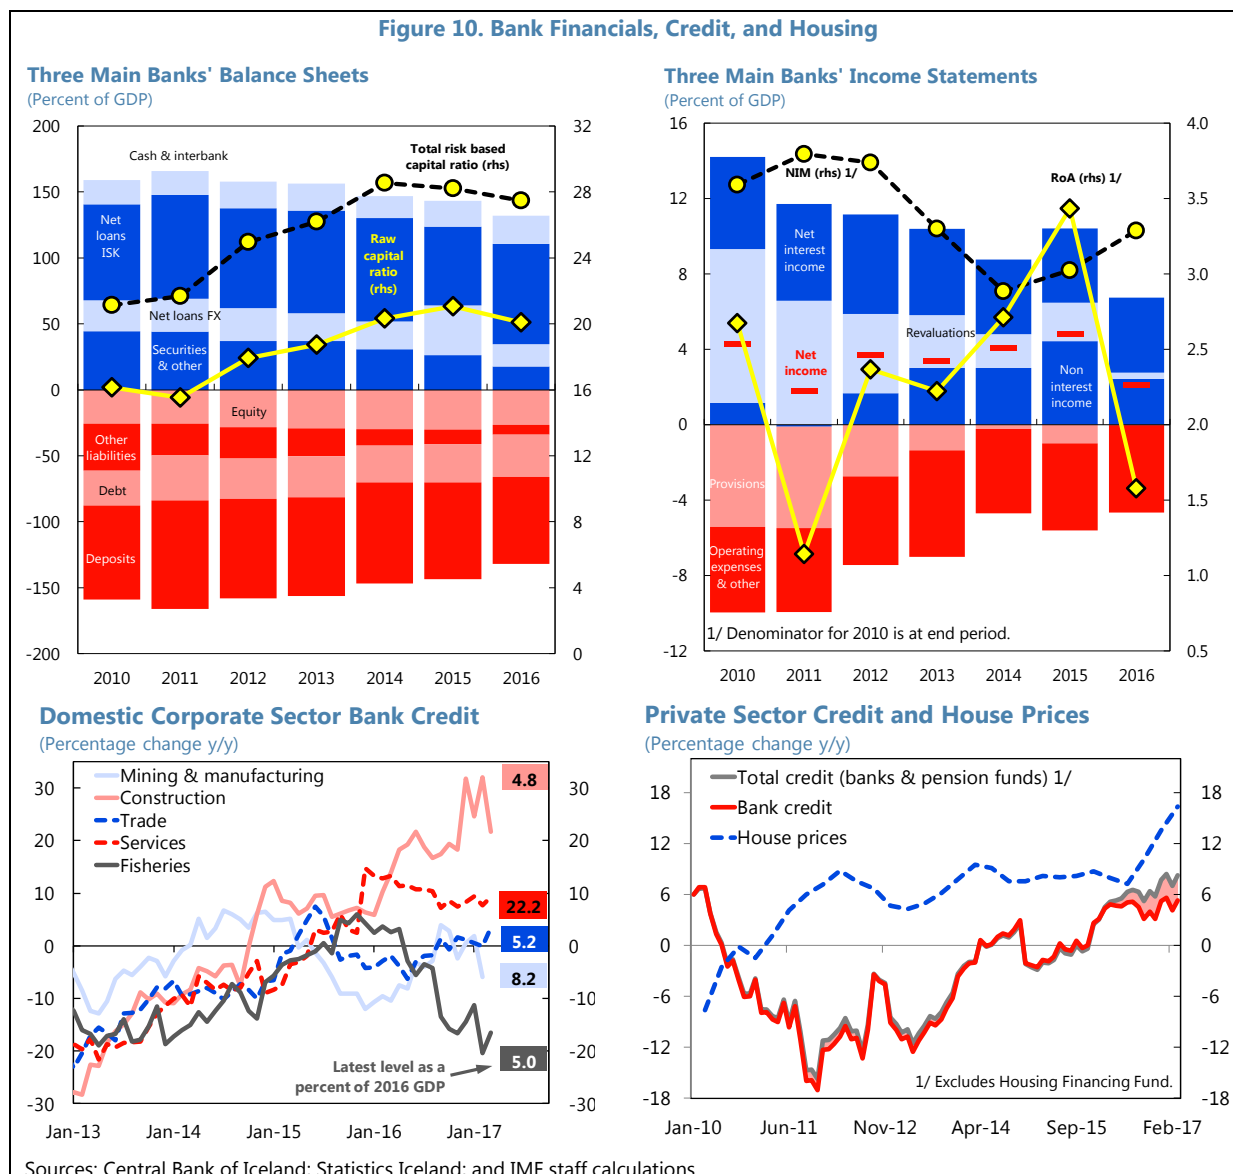 Figure 10. Bank Financials, Credit, and Housing
Three Main Banks' Balance Sheets
(Percent of GDP)
200
150
100
50
0
-50
-100
-150
-200
32
28
24
20
16
12
8
4
0
Cash & interbank
Total risk based
capital ratio (rhs)
Net
loans
ISK
Raw
capital
ratio
(rhs)
Net loans FX
Securities
& other
Equity
Other
liabilities
Debt
Deposits
2010 2011 2012 2013 2014 2015 2016
Three Main Banks' Income Statements
(Percent of GDP)
16
12
8
4
0
-4
-8
-12
4.0
3.5
3.0
2.5
2.0
1.5
1.0
0.5
NIM (rhs) 1/
RoA (rhs) 1/
Net
interest
income
Revaluations
Net
income
Non
interest
income
Provisions
Operating
expenses
& other
1/ Denominator for 2010 is at end period.
2010 2011 2012 2013 2014 2015 2016
Domestic Corporate Sector Bank Credit
(Percentage change y/y)
30
20
10
0
-10
-20
-30
30
20
10
0
-10
-20
-30
Mining & manufacturing
Construction
Trade
Services
Fisheries
4.8
22.2
5.2
8.2
5.0
Latest level as a
percent of 2016 GDP
Jan-13 Jan-14 Jan-15 Jan-16 Jan-17
Private Sector Credit and House Prices
(Percentage change y/y)
18
12
6
0
-6
-12
-18
18
12
6
0
-6
-12
-18
Total credit (banks & pension funds) 1/
Bank credit
House prices
1/ Excludes Housing Financing Fund.
Jan-10 Jun-11 Nov-12 Apr-14 Sep-15 Feb-17
Sources: Central Bank of Iceland; Statistics Iceland; and IMF staff calculations